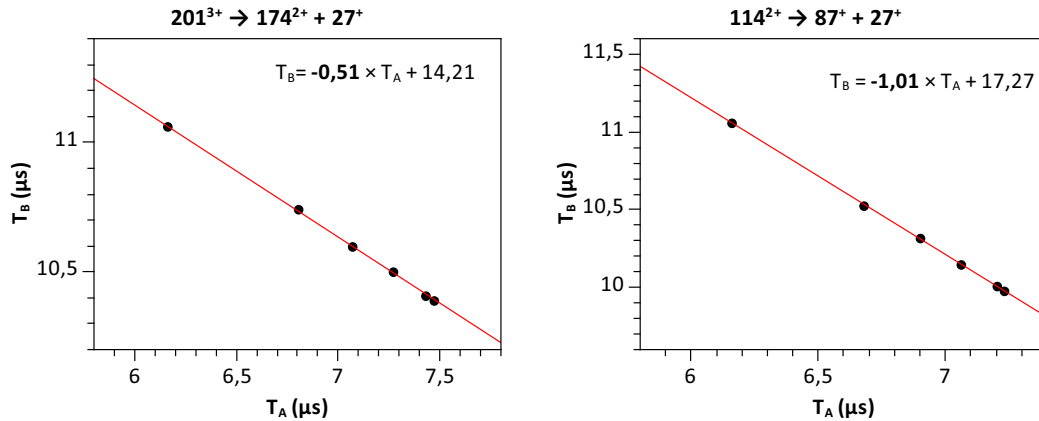 201³⁺ → 174²⁺ + 27⁺
T_B= -0,51 × T_A + 14,21
11
10,5
T_B (µs)
6
6,5
7
7,5
T_A (µs)
114²⁺ → 87⁺ + 27⁺
T_B = -1,01 × T_A + 17,27
11,5
11
10,5
10
T_B (µs)
6
6,5
7
T_A (µs)